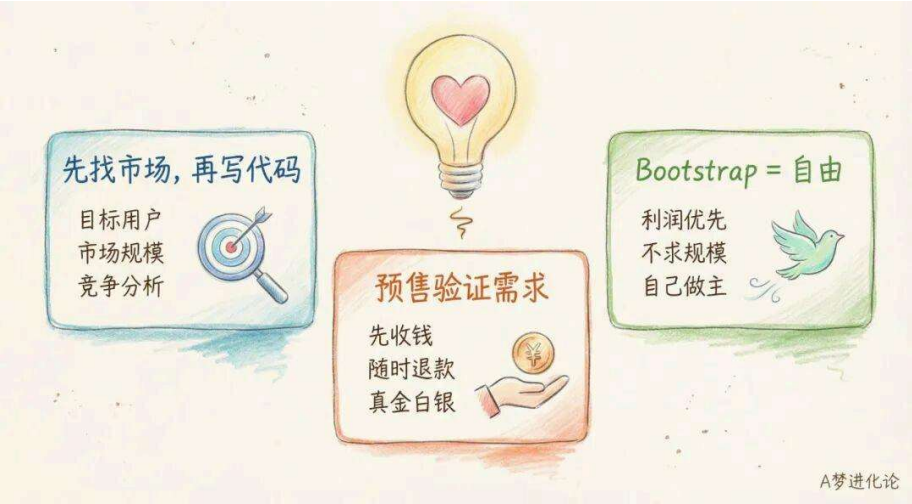 先找市场,再写代码
目标用户
市场规模
竞争分析
预售验证需求
先收钱
随时退款
真金白银
¥
Bootstrap = 自由
利润优先
不求规模
自己做主
A梦进化论